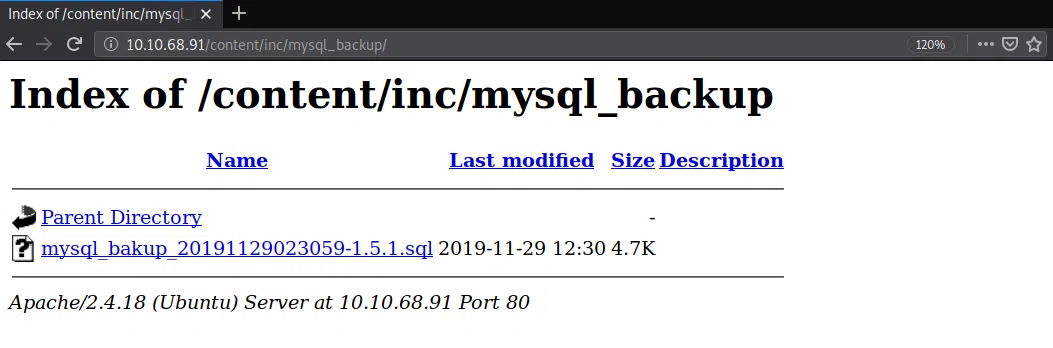 Index of /content/inc/mysql_
10.10.68.91/content/inc/mysql_backup/ 120%
Index of /content/inc/mysql_backup
Name Last modified Size Description
Parent Directory -
mysql_bakup_20191129023059-1.5.1.sql 2019-11-29 12:30 4.7K
Apache/2.4.18 (Ubuntu) Server at 10.10.68.91 Port 80